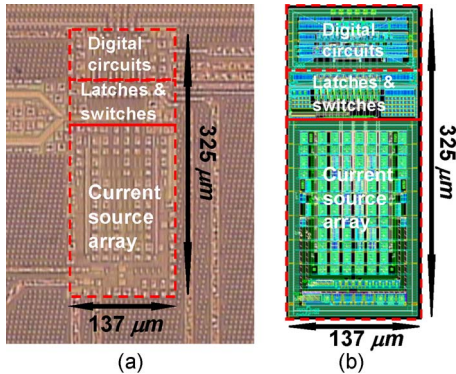 Digital
circuits
Latches &
switches
Current
source
array
325 µm
137 µm
(a)
Digital
circuits
Latches &
switches
Current
source
array
325 µm
137 µm
(b)